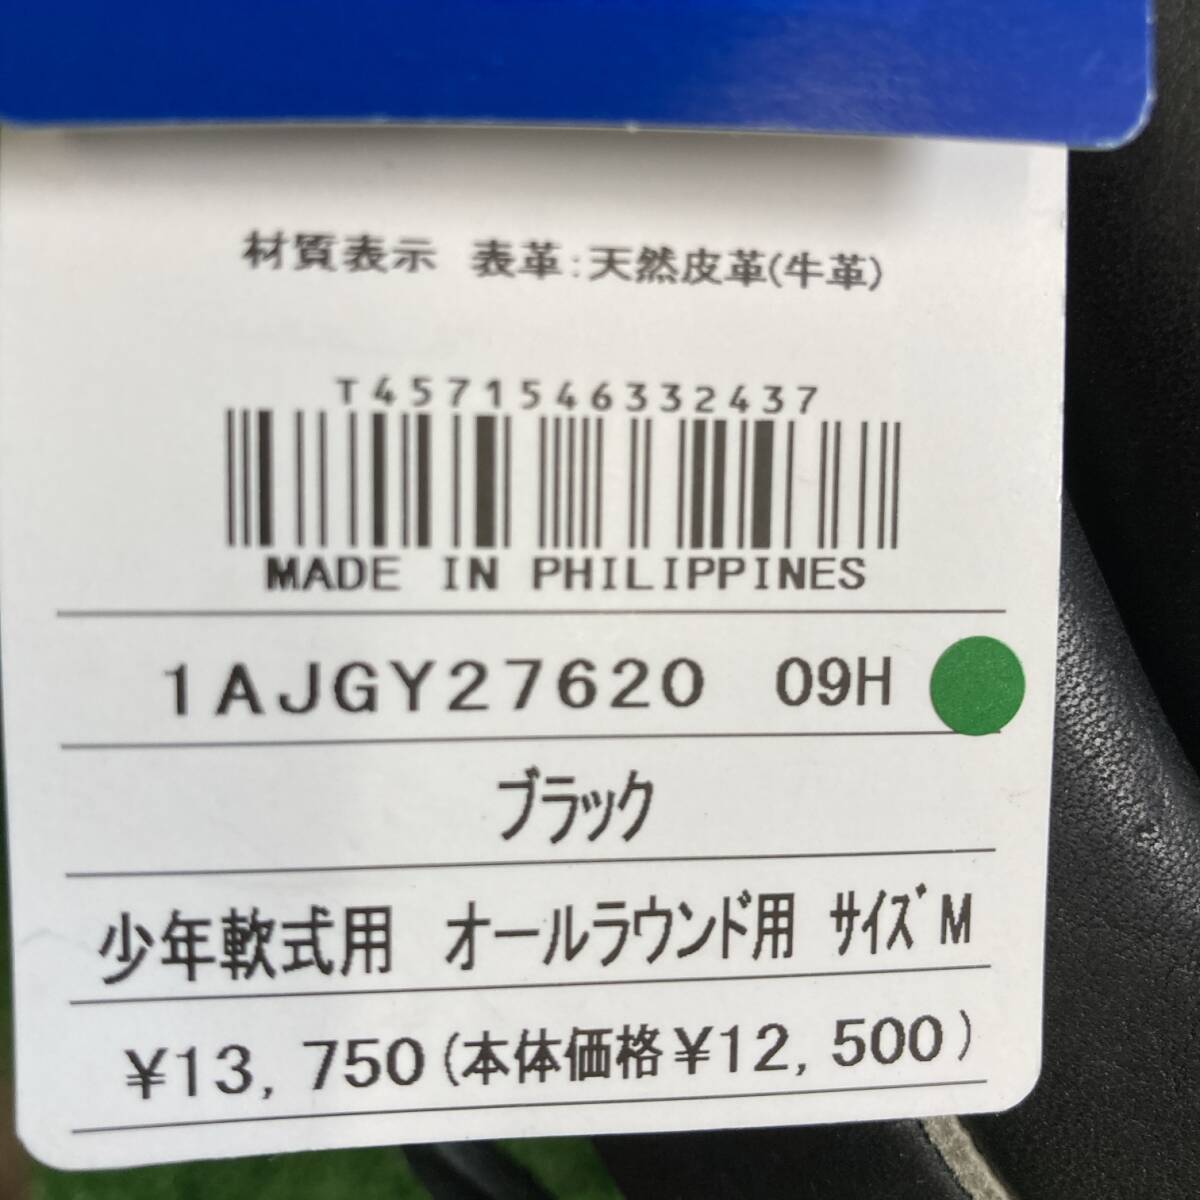 材質表示 表革:天然皮革(牛革)
T4571546332437
MADE IN PHILIPPINES
1AJGY27620 09H
ブラック
少年軟式用 オールラウンド用 サイズM
¥13,750(本体価格¥12,500)